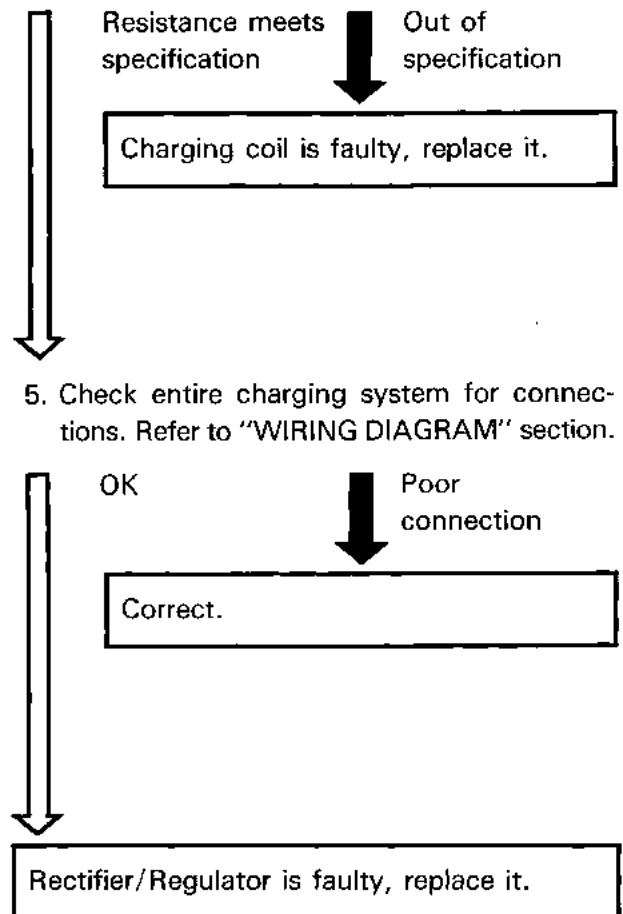 Resistance meets
specification
Out of
specification
Charging coil is faulty, replace it.
5. Check entire charging system for connec-
tions. Refer to "WIRING DIAGRAM" section.
OK
Poor
connection
Correct.
Rectifier/Regulator is faulty, replace it.